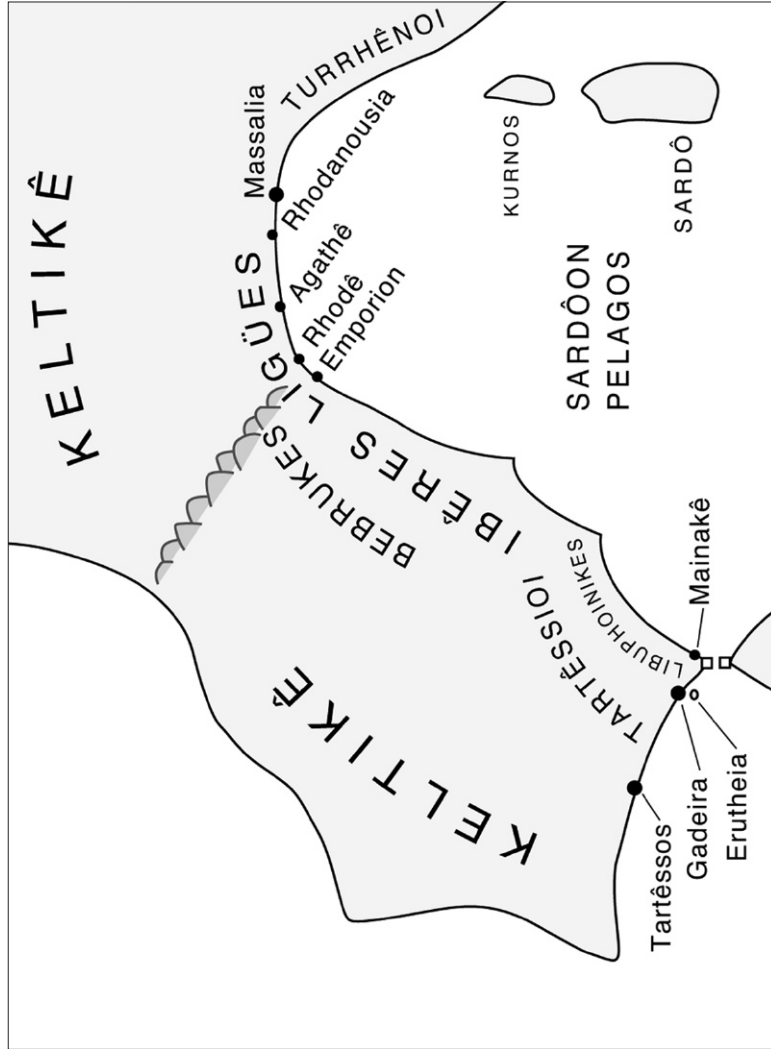 KELTIKÊ
TURRHÊNOI
Massalia
Rhodanousia
LIGÜES
Agathê
Rhodê
Emporion
KURNOS
SARDÔ
SARDÔON
PELAGOS
BEBRUKES
IBÊRES
KELTIKÊ
TARTÊSSIOI
LIBUPHOINIKES
Mainakê
Tartêssos
Gadeira
Erutheia